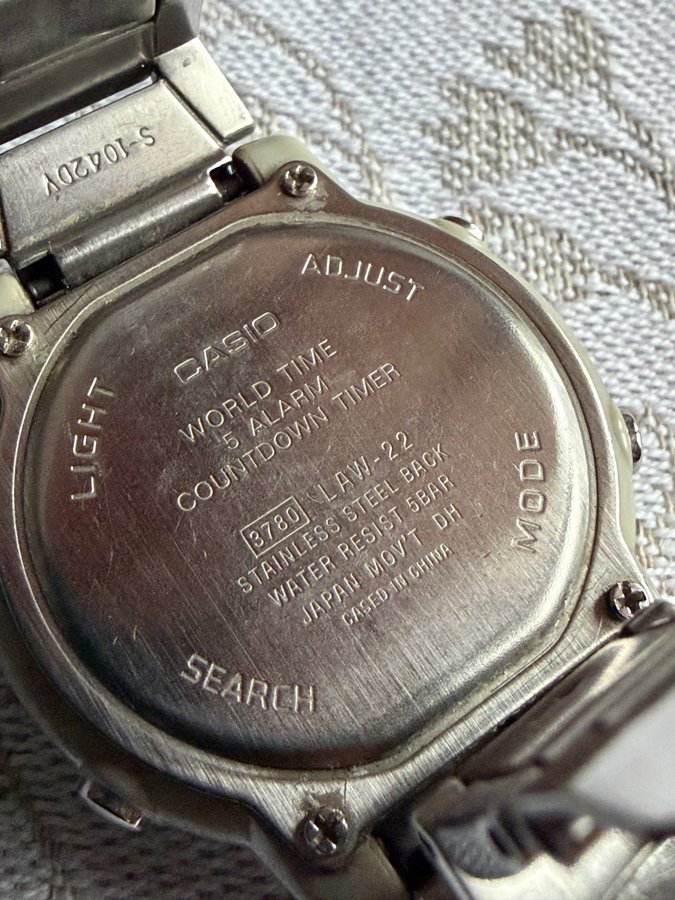 S-1042DY
ADJUST
CASIO
WORLD TIME
5 ALARM
COUNTDOWN TIMER
LIGHT
3780 LAW-22
STAINLESS STEEL BACK
WATER RESIST 5BAR
JAPAN MOV'T DH
CASED IN CHINA
MODE
SEARCH